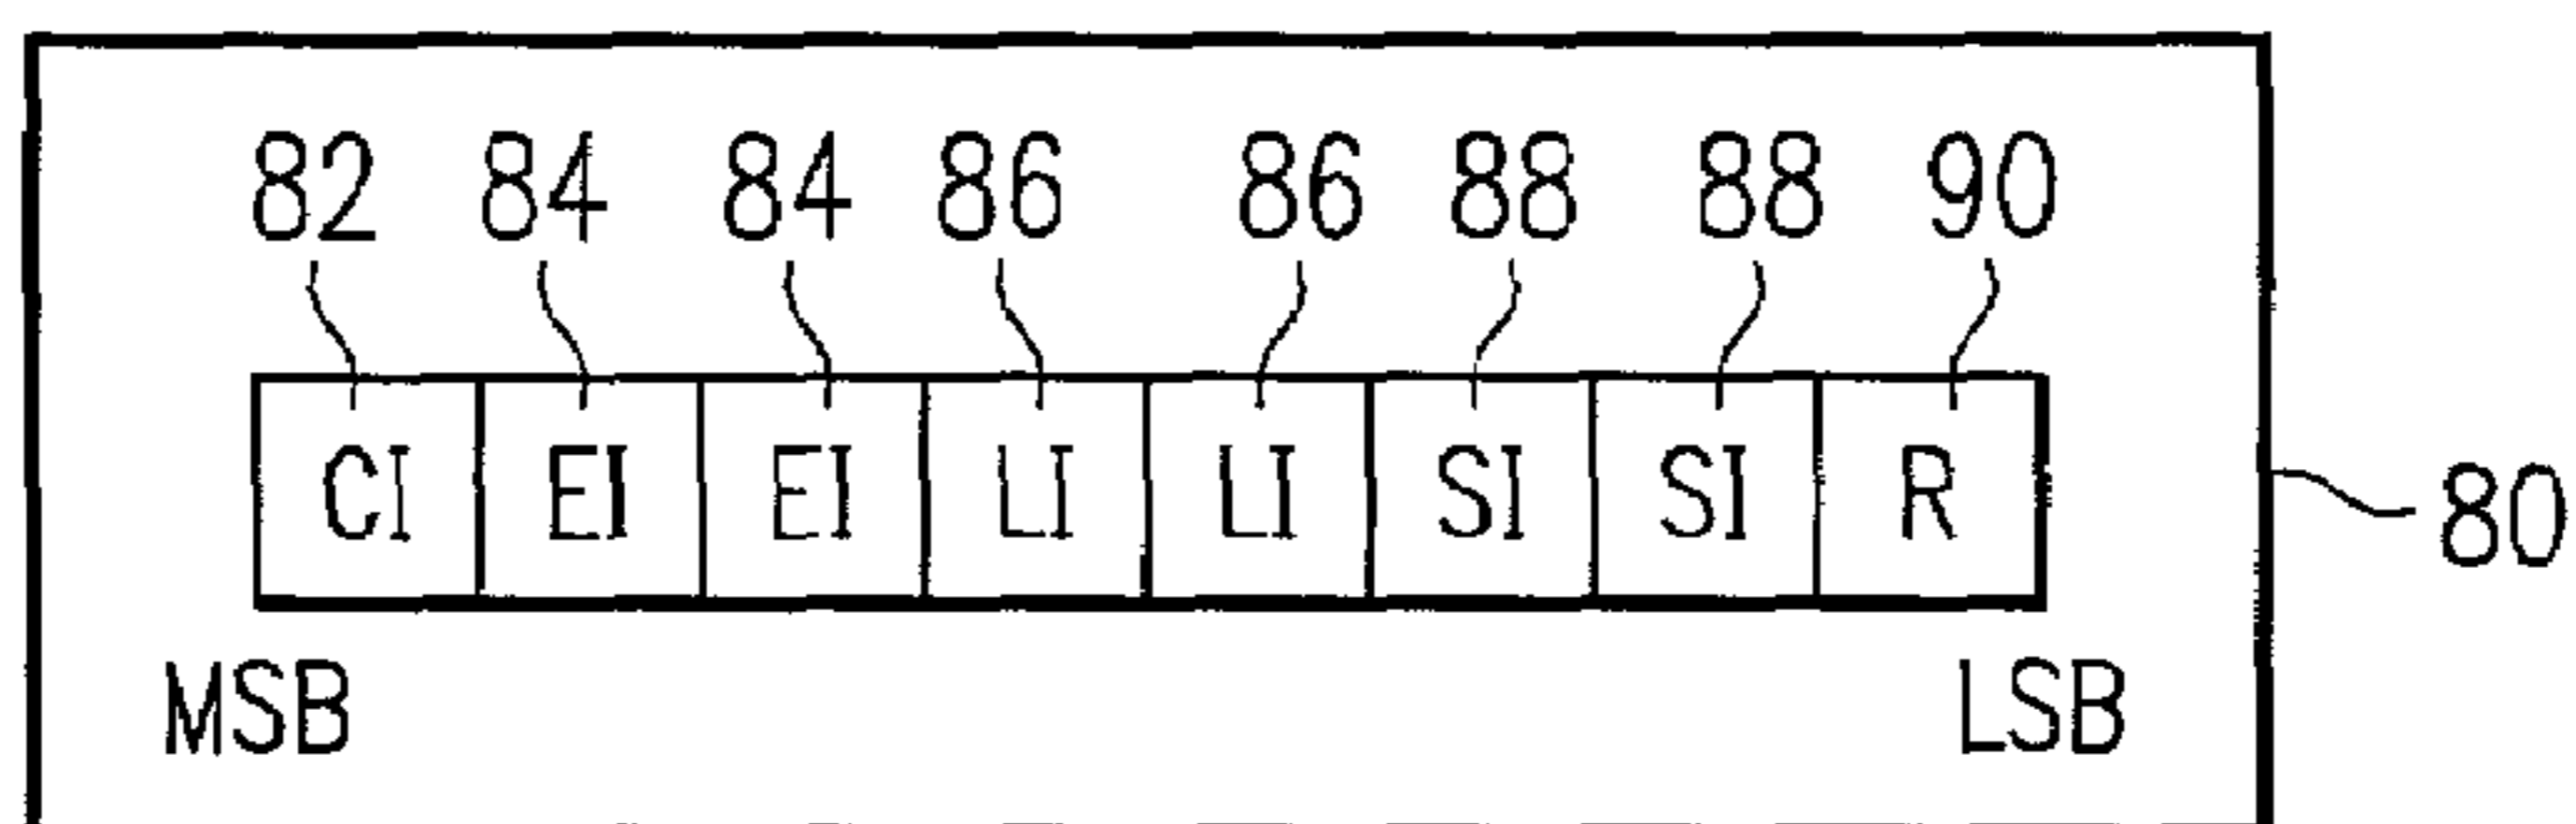 82 84 84 86 86 88 88 90
CI EI EI LI LI SI SI R
80
MSB LSB